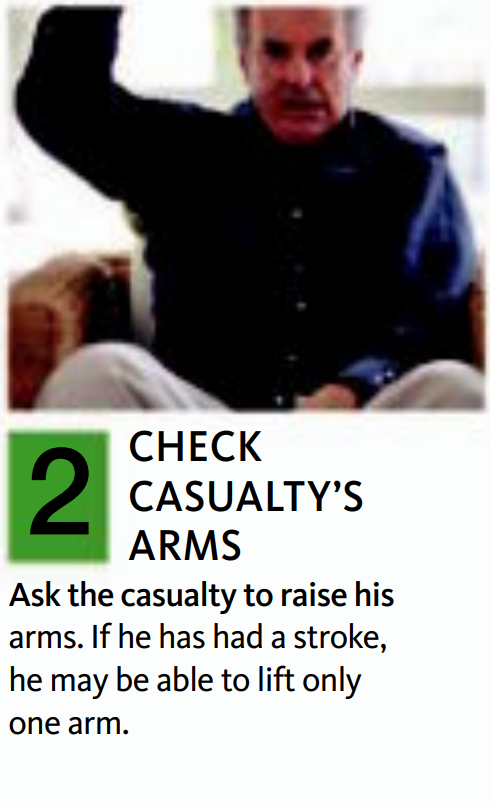 2
CHECK
CASUALTY’S
ARMS
Ask the casualty to raise his
arms. If he has had a stroke,
he may be able to lift only
one arm.